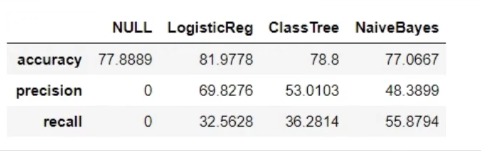 NULL LogisticReg ClassTree NaiveBayes
accuracy 77.8889 81.9778 78.8 77.0667
precision 0 69.8276 53.0103 48.3899
recall 0 32.5628 36.2814 55.8794